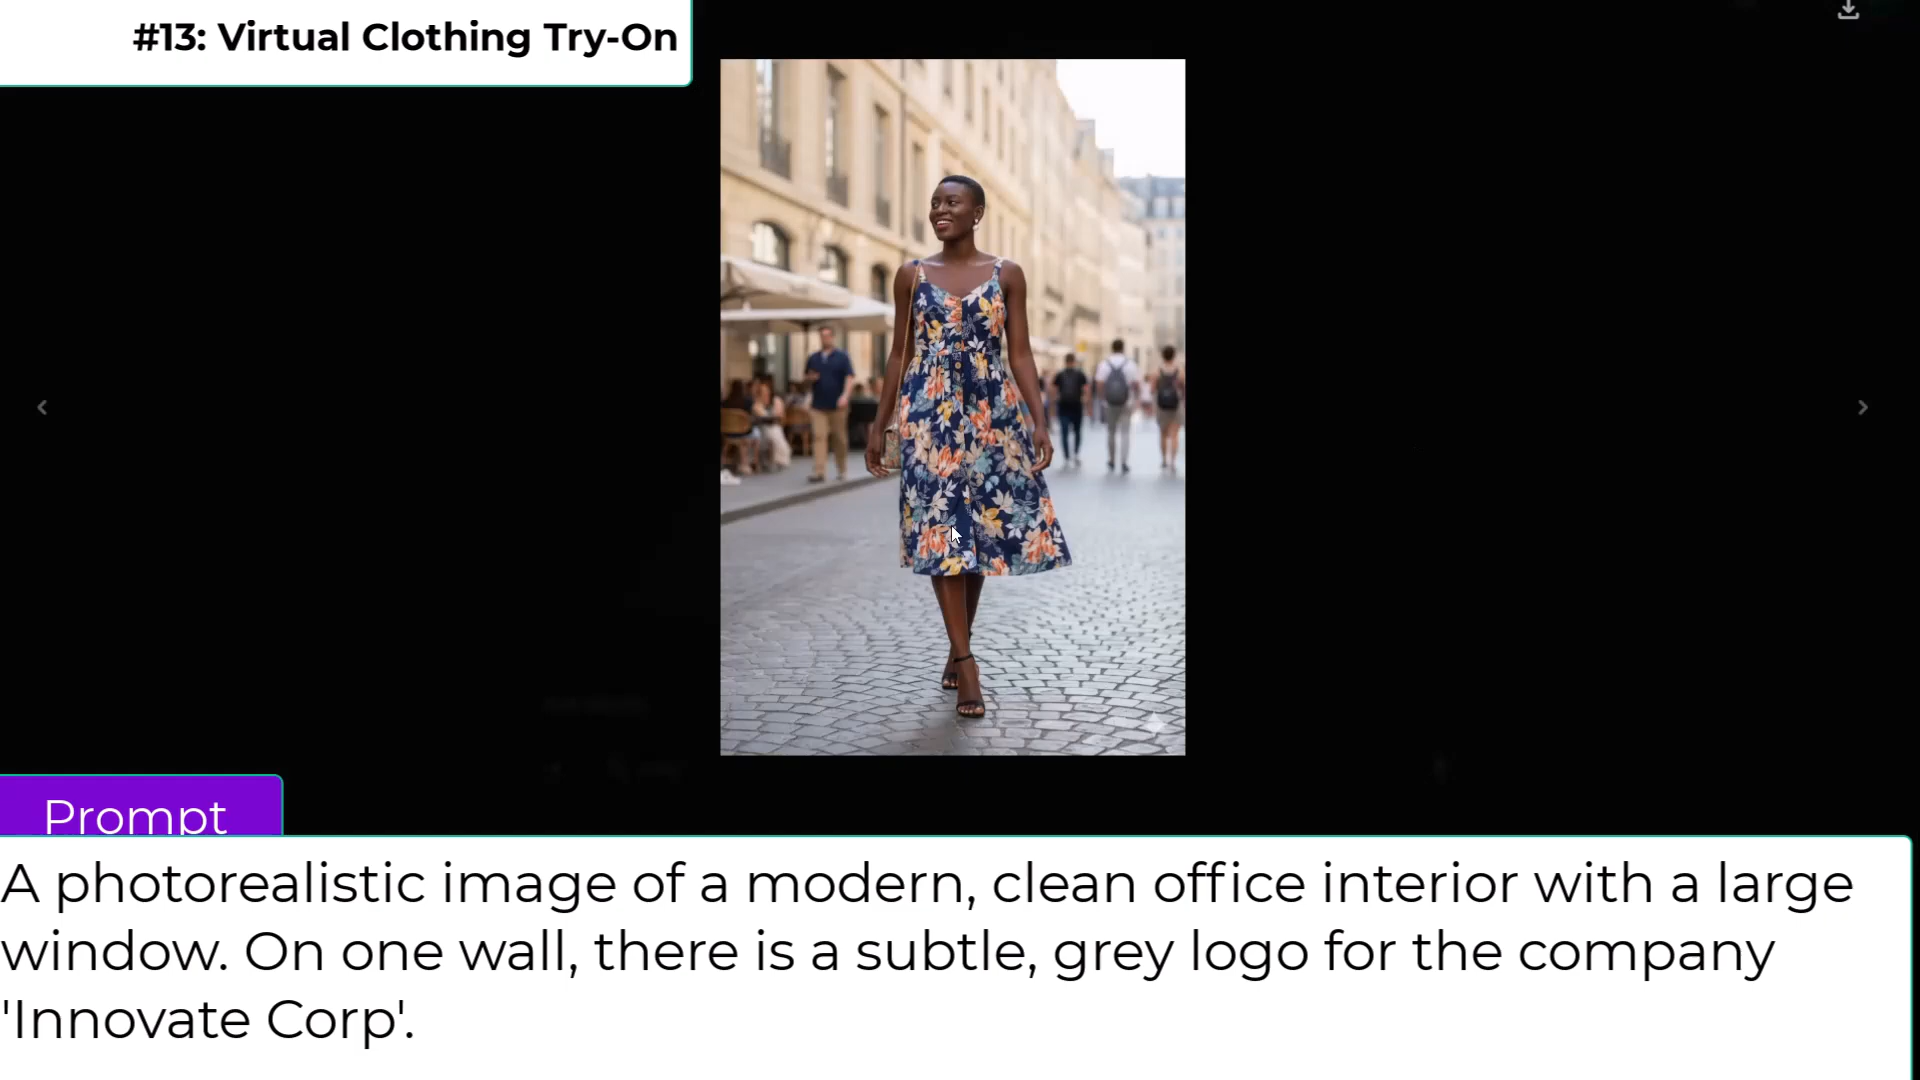 #13: Virtual Clothing Try-On
Prompt
A photorealistic image of a modern, clean office interior with a large
window. On one wall, there is a subtle, grey logo for the company
'Innovate Corp'.